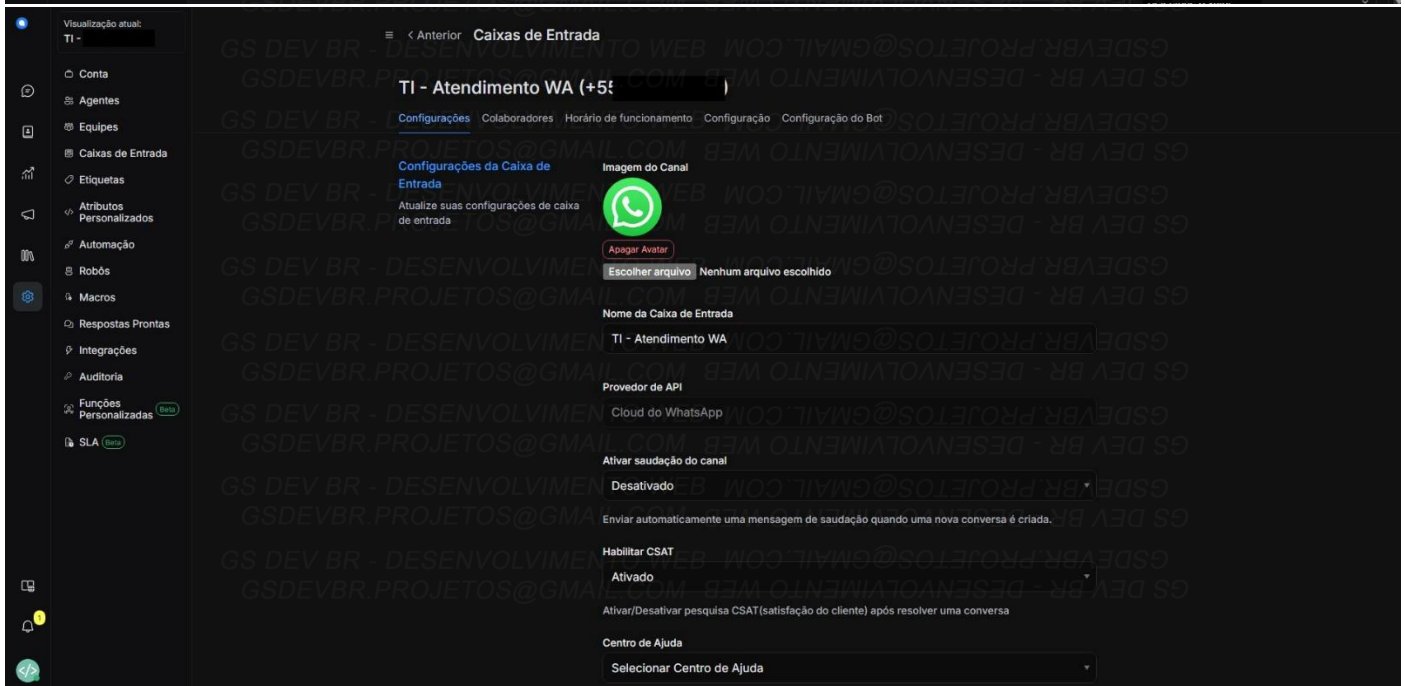 Visualização atual:
TI -
Conta
Agentes
Equipes
Caixas de Entrada
Etiquetas
Atributos
Personalizados
Automação
Robôs
Macros
Respostas Prontas
Integrações
Auditoria
Funções
Personalizadas Beta
SLA Beta
1
< Anterior Caixas de Entrada
TI - Atendimento WA (+55 )
Configurações Colaboradores Horário de funcionamento Configuração Configuração do Bot
Configurações da Caixa de
Entrada
Atualize suas configurações de caixa
de entrada
Imagem do Canal
Apagar Avatar
Escolher arquivo Nenhum arquivo escolhido
Nome da Caixa de Entrada
TI - Atendimento WA
Provedor de API
Cloud do WhatsApp
Ativar saudação do canal
Desativado
Enviar automaticamente uma mensagem de saudação quando uma nova conversa é criada.
Habilitar CSAT
Ativado
Ativar/Desativar pesquisa CSAT(satisfação do cliente) após resolver uma conversa
Centro de Ajuda
Selecionar Centro de Ajuda
GS DEV BR - DESENVOLVIMENTO WEB
GSDEVBR.PROJETOS@GMAIL.COM